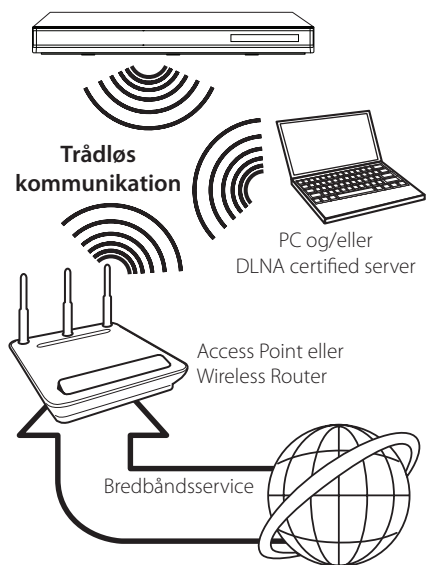 Trådløs
kommunikation
PC og/eller
DLNA certified server
Access Point eller
Wireless Router
Bredbåndsservice